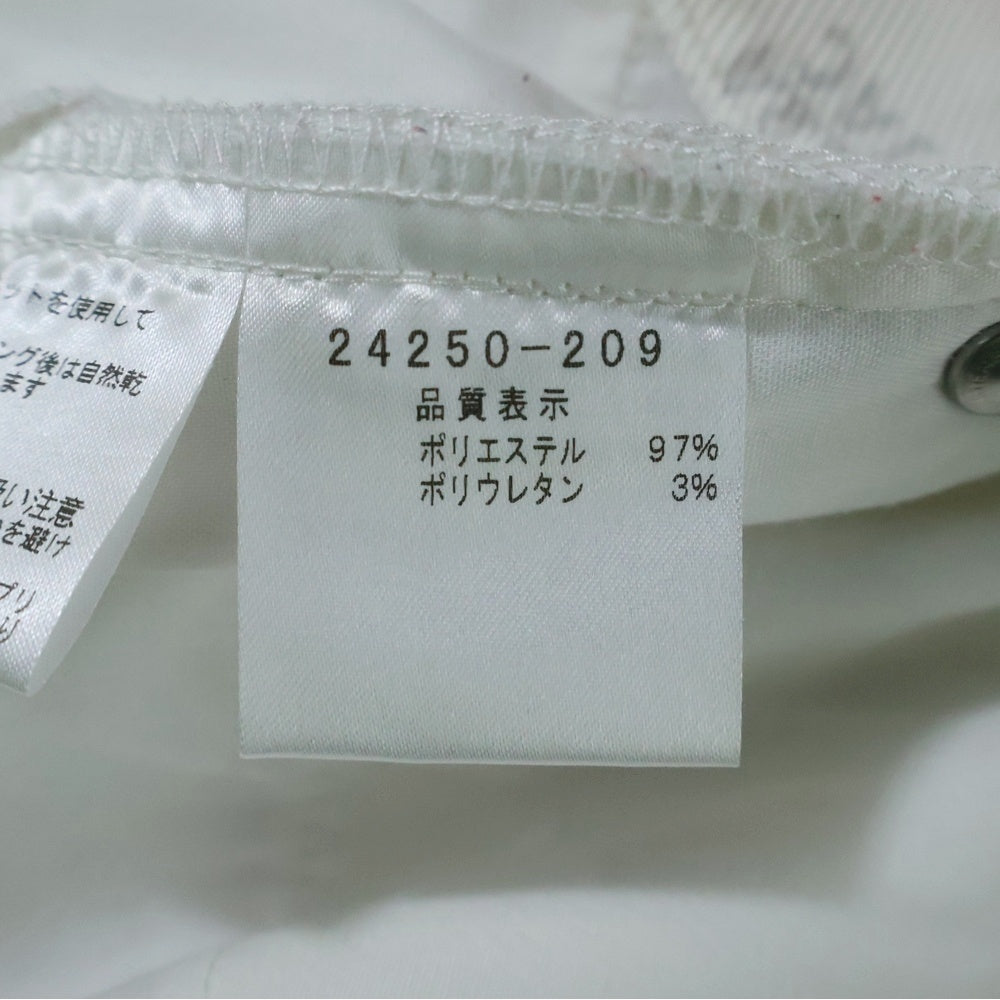 ットを使用して
ング後は自然乾
ます
い注意
を避け
プリ
24250-209
品質表示
ポリエステル 97%
ポリウレタン 3%